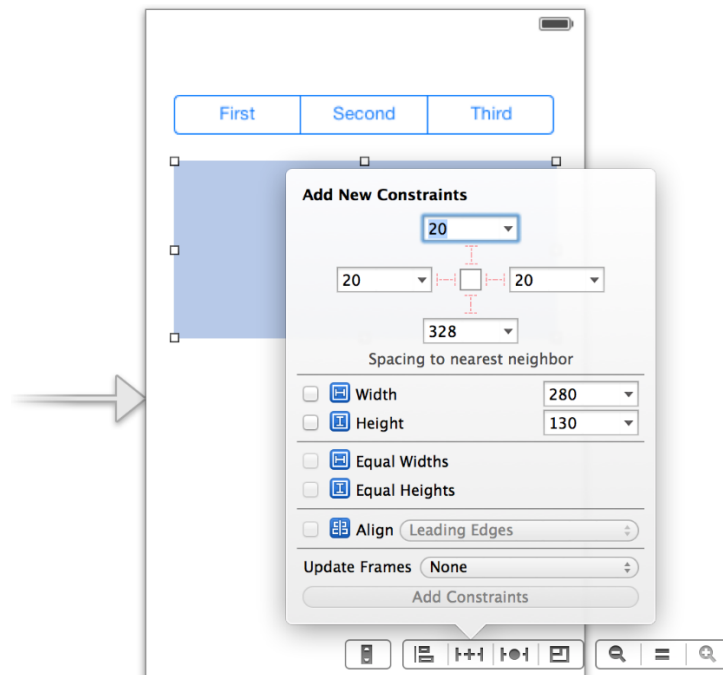 First Second Third
Add New Constraints
20
20 20
328
Spacing to nearest neighbor
Width 280
Height 130
Equal Widths
Equal Heights
Align Leading Edges
Update Frames None
Add Constraints